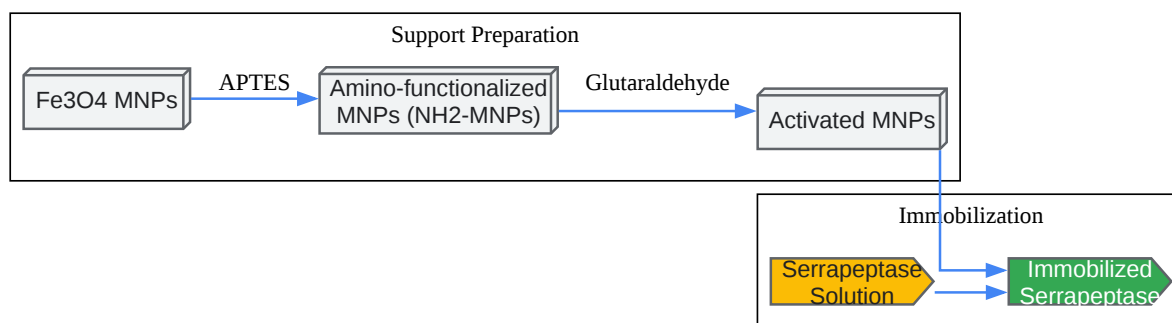 Support Preparation
Fe3O4 MNPs
APTES
Amino-functionalized
MNPs (NH2-MNPs)
Glutaraldehyde
Activated MNPs
Immobilization
Serrapeptase
Solution
Immobilized
Serrapeptase